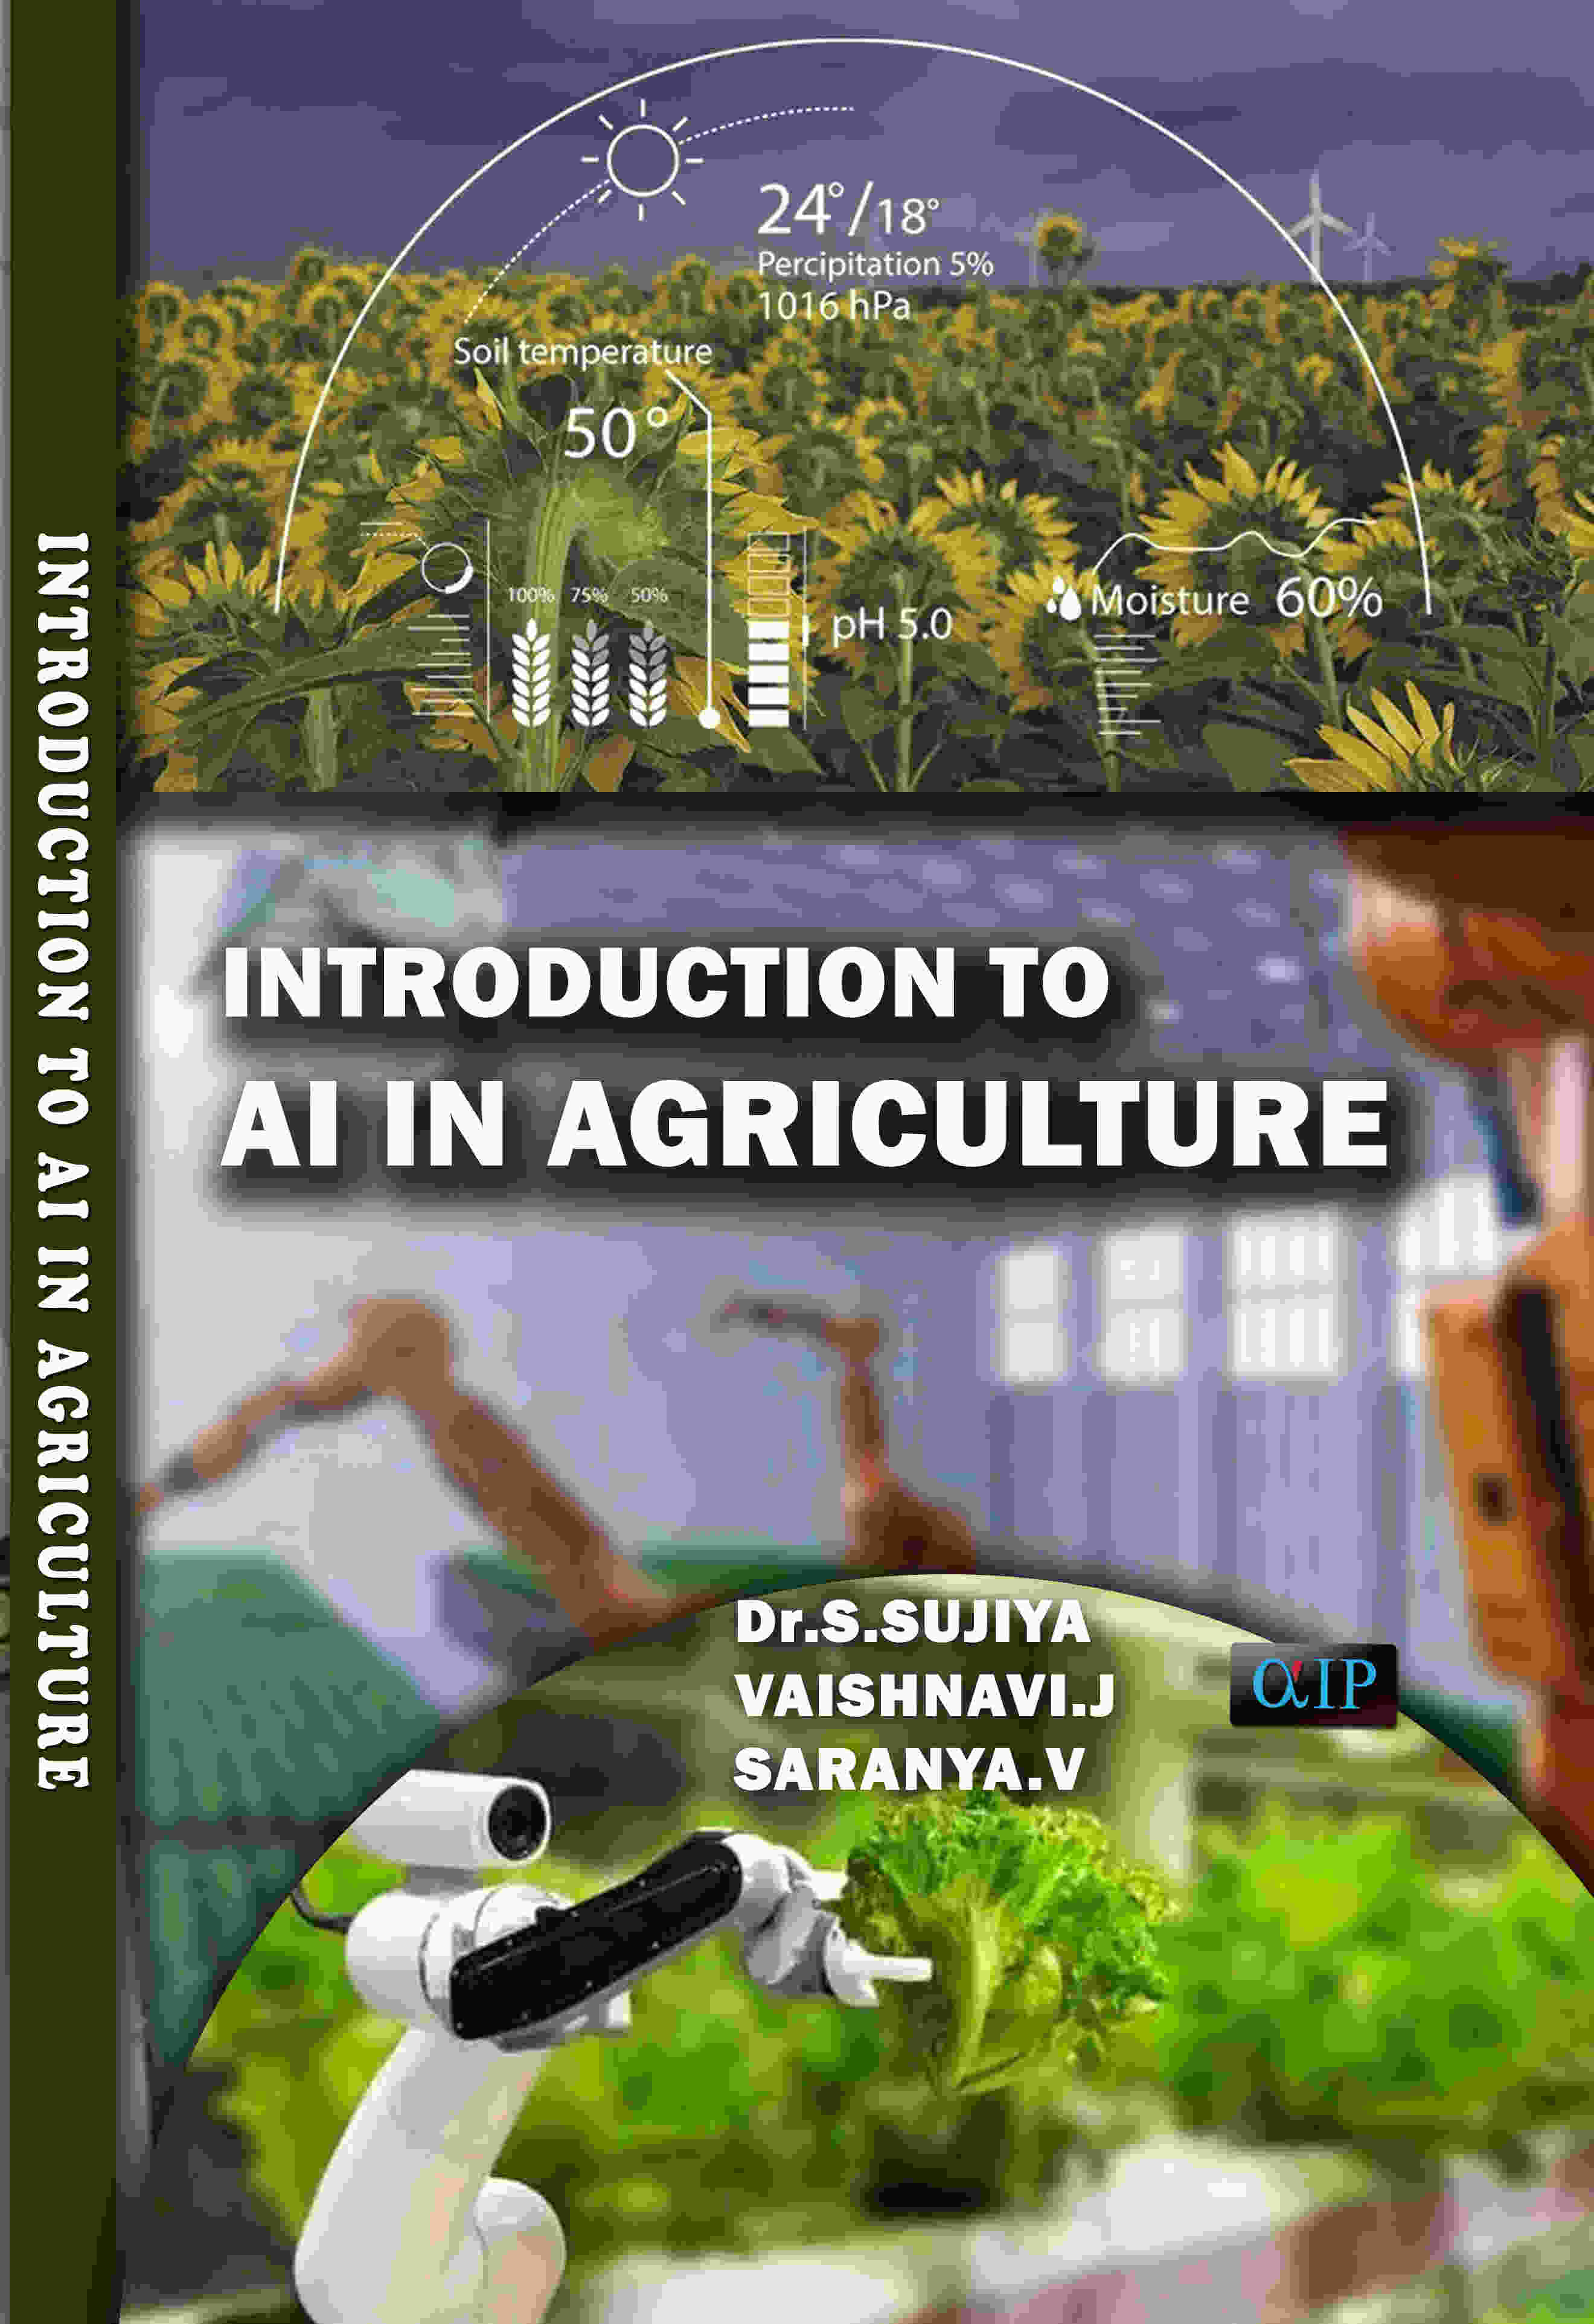 INTRODUCTION TO AI IN AGRICULTURE
24°/18°
Percipitation 5%
1016 hPa
Soil temperature
50°
100% 75% 50%
pH 5.0
Moisture 60%
INTRODUCTION TO
AI IN AGRICULTURE
Dr.S.SUJIYA
VAISHNAVI.J
SARANYA.V
αIP